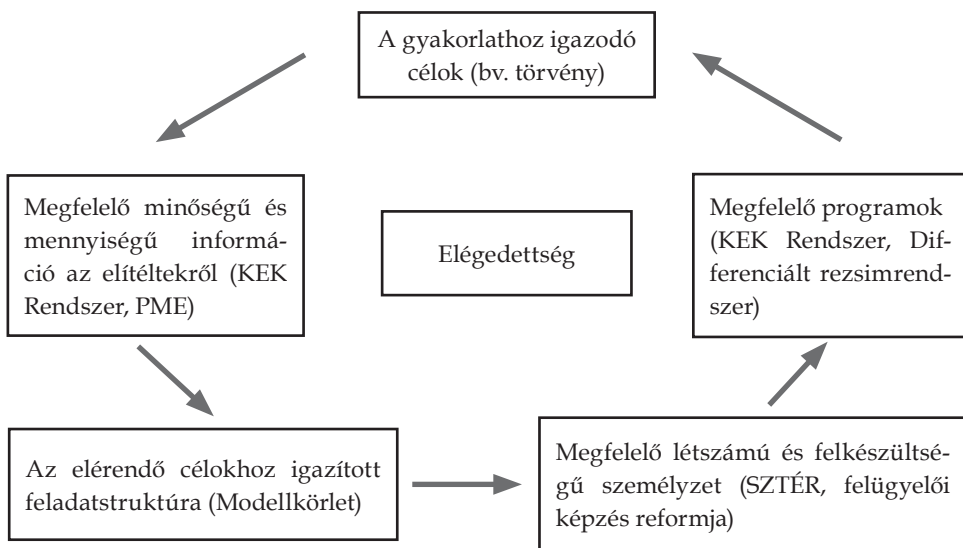 A gyakorlathoz igazodó
célok (bv. törvény)
Megfelelő minőségű és
mennyiségű informá-
ció az elítéltekről (KEK
Rendszer, PME)
Elégedettség
Megfelelő programok
(KEK Rendszer, Dif-
ferenciált rezsimrend-
szer)
Az elérendő célokhoz igazított
feladatstruktúra (Modellkörlet)
Megfelelő létszámú és felkészültsé-
gű személyzet (SZTÉR, felügyelői
képzés reformja)